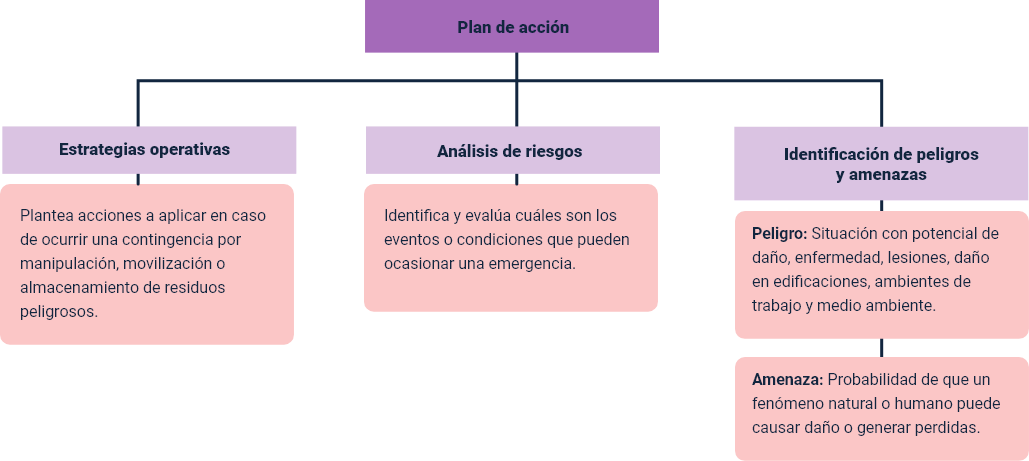 Plan de acción
Estrategias operativas
Plantea acciones a aplicar en caso
de ocurrir una contingencia por
manipulación, movilización o
almacenamiento de residuos
peligrosos.
Análisis de riesgos
Identifica y evalúa cuáles son los
eventos o condiciones que pueden
ocasionar una emergencia.
Identificación de peligros
y amenazas
Peligro: Situación con potencial de
daño, enfermedad, lesiones, daño
en edificaciones, ambientes de
trabajo y medio ambiente.
Amenaza: Probabilidad de que un
fenómeno natural o humano puede
causar daño o generar perdidas.